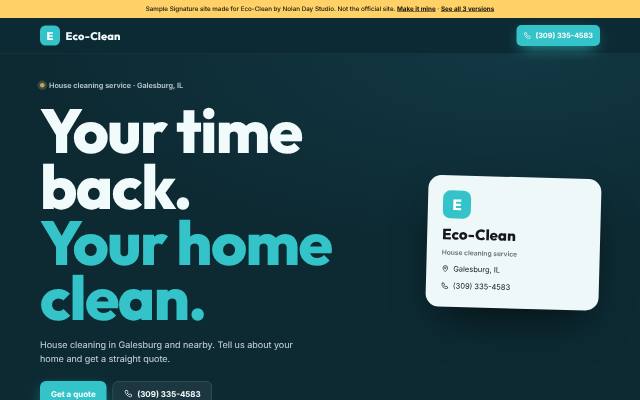 Sample Signature site made for Eco-Clean by Nolan Day Studio. Not the official site. Make it mine · See all 3 versions
E Eco-Clean
(309) 335-4583
House cleaning service · Galesburg, IL
Your time
back.
Your home
clean.
House cleaning in Galesburg and nearby. Tell us about your
home and get a straight quote.
Get a quote
(309) 335-4583
E
Eco-Clean
House cleaning service
Galesburg, IL
(309) 335-4583